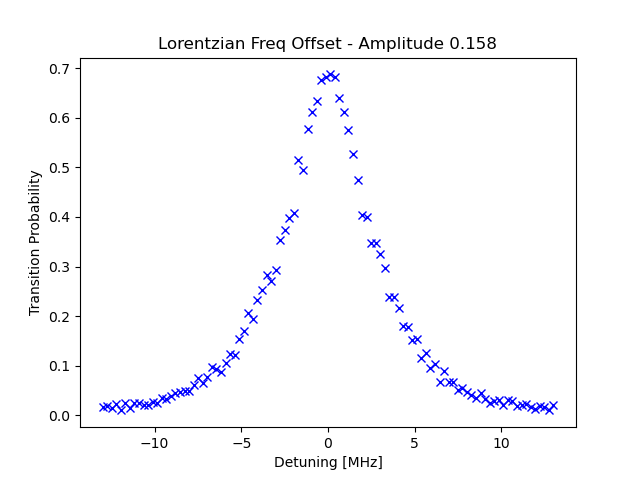 Lorentzian Freq Offset - Amplitude 0.158
0.7
0.6
0.5
0.4
0.3
0.2
0.1
0.0
Transition Probability
−10 −5 0 5 10
Detuning [MHz]